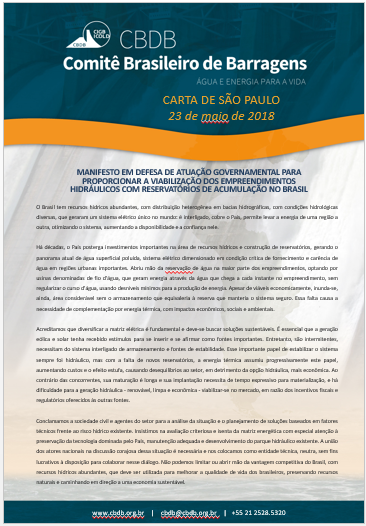 CIGB
ICOLD
CBDB
CBDB
Comitê Brasileiro de Barragens
ÁGUA E ENERGIA PARA A VIDA
CARTA DE SÃO PAULO
23 de maio de 2018
MANIFESTO EM DEFESA DE ATUAÇÃO GOVERNAMENTAL PARA
PROPORCIONAR A VIABILIZAÇÃO DOS EMPREENDIMENTOS
HIDRÁULICOS COM RESERVATÓRIOS DE ACUMULAÇÃO NO BRASIL
O Brasil tem recursos hídricos abundantes, com distribuição heterogênea em bacias hidrográficas, com condições hidrológicas
diversas, que geraram um sistema elétrico único no mundo: é interligado, cobre o País, permite levar a energia de uma região a
outra, otimizando o sistema, aumentando a disponibilidade e a confiança nele.
Há décadas, o País posterga investimentos importantes na área de recursos hídricos e construção de reservatórios, gerando o
panorama atual de água superficial poluída, sistema elétrico dimensionado em condição crítica de fornecimento e carência de
água em regiões urbanas importantes. Abriu mão da reservação de água na maior parte dos empreendimentos, optando por
usinas denominadas de fio d'água, que geram energia através da água que chega a cada instante no empreendimento, sem
regularizar o curso d'água, usando desníveis mínimos para a produção de energia. Apesar de viáveis economicamente, inunda-se,
ainda, área considerável sem o armazenamento que equivaleria à reserva que manteria o sistema seguro. Essa falta causa a
necessidade de complementação por energia térmica, com impactos econômicos, sociais e ambientais.
Acreditamos que diversificar a matriz elétrica é fundamental e deve-se buscar soluções sustentáveis. É essencial que a geração
eólica e solar tenha recebido estímulos para se inserir e se afirmar como fontes importantes. Entretanto, são intermitentes,
necessitam do sistema interligado de armazenamento e fontes de estabilidade. Esse importante papel de estabilizar o sistema
sempre foi hidráulico, mas com a falta de novos reservatórios, a energia térmica assumiu progressivamente este papel,
aumentando custos e o efeito estufa, causando desequilíbrios ao setor, em detrimento da opção hidráulica, mais econômica. Ao
contrário das concorrentes, sua maturação é longa e sua implantação necessita de tempo expressivo para materialização, e há
dificuldade para a geração hidráulica - renovável, limpa e econômica - viabilizar-se no mercado, em razão dos incentivos fiscais e
regulatórios oferecidos às outras fontes.
Conclamamos a sociedade civil e agentes do setor para a análise da situação e o planejamento de soluções baseados em fatores
técnicos frente ao risco hídrico existente. Insistimos na avaliação criteriosa e isenta da matriz energética com especial atenção à
preservação da tecnologia dominada pelo País, manutenção adequada e desenvolvimento do parque hidráulico existente. A união
dos atores nacionais na discussão corajosa dessa situação é necessária e nos colocamos como entidade técnica, neutra, sem fins
lucrativos à disposição para colaborar nesse diálogo. Não podemos limitar ou abrir mão da vantagem competitiva do Brasil, com
recursos hídricos abundantes, que deve ser utilizada para melhorar a qualidade de vida dos brasileiros, preservando recursos
naturais e caminhando em direção a uma economia sustentável.
www.cbdb.org.br | cbdb@cbdb.org.br | +55 21 2528.5320